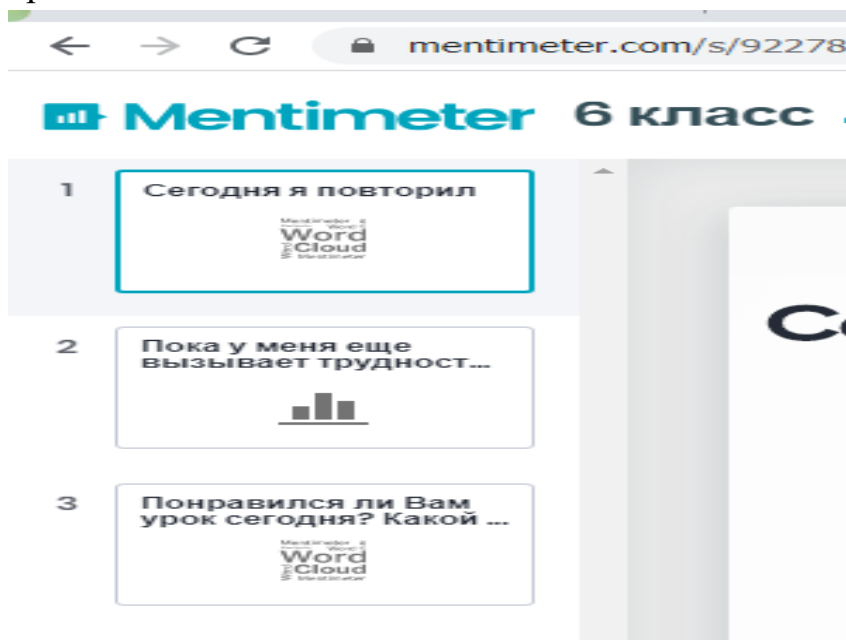 mentimeter.com/s/92278
Mentimeter 6 класс
1 Сегодня я повторил
Word
Cloud
2 Пока у меня еще
вызывает трудност...
3 Понравился ли Вам
урок сегодня? Какой ...
Word
Cloud